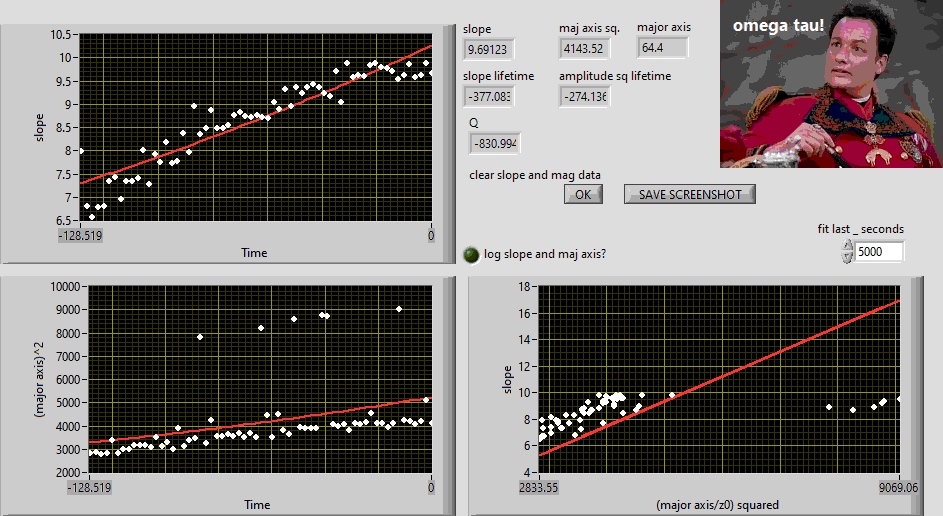 slope
maj axis sq.
major axis
omega tau!
9.69123
4143.52
64.4
slope lifetime
amplitude sq lifetime
-377.083
-274.136
Q
-830.994
clear slope and mag data
OK
SAVE SCREENSHOT
fit last _ seconds
5000
log slope and maj axis?
10.5
10
9.5
9
8.5
8
7.5
7
6.5
slope
-128.519
0
Time
10000
9000
8000
7000
6000
5000
4000
3000
2000
(major axis)^2
-128.519
0
Time
18
16
14
12
10
8
6
4
slope
2833.55
9069.06
(major axis/z0) squared